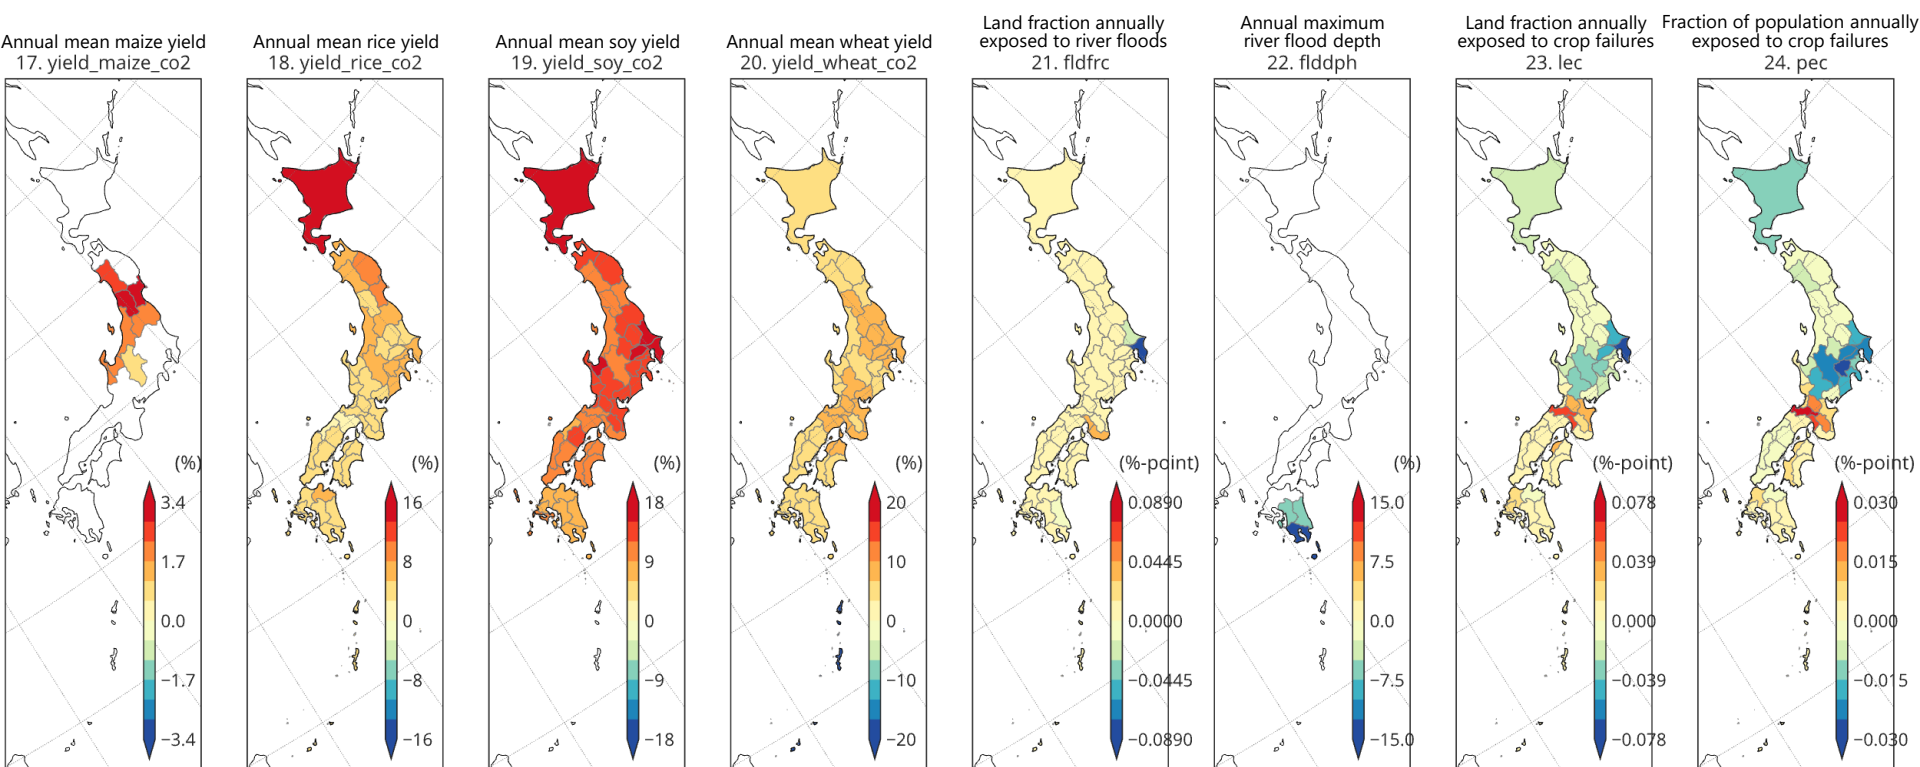 Annual mean maize yield
17. yield_maize_co2
(%)
3.4
1.7
0.0
−1.7
−3.4
Annual mean rice yield
18. yield_rice_co2
(%)
16
8
0
−8
−16
Annual mean soy yield
19. yield_soy_co2
(%)
18
9
0
−9
−18
Annual mean wheat yield
20. yield_wheat_co2
(%)
20
10
0
−10
−20
Land fraction annually
exposed to river floods
21. fldfrc
(%-point)
0.0890
0.0445
0.0000
−0.0445
−0.0890
Annual maximum
river flood depth
22. flddph
(%)
15.0
7.5
0.0
−7.5
−15.0
Land fraction annually
exposed to crop failures
23. lec
(%-point)
0.078
0.039
0.000
−0.039
−0.078
Fraction of population annually
exposed to crop failures
24. pec
(%-point)
0.030
0.015
0.000
−0.015
−0.030